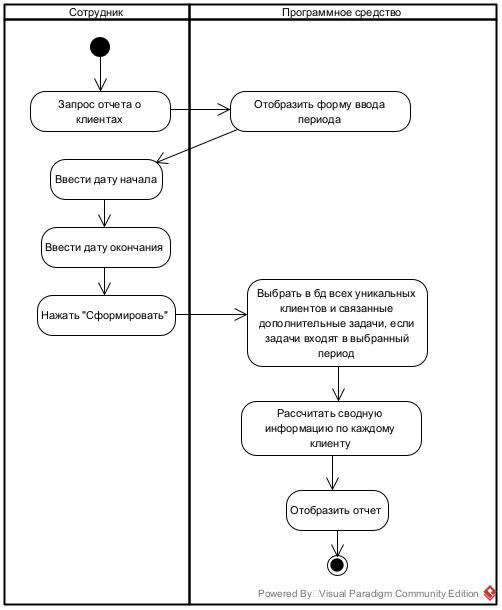 Сотрудник
Программное средство
Запрос отчета о
клиентах
Отобразить форму ввода
периода
Ввести дату начала
Ввести дату окончания
Нажать "Сформировать"
Выбрать в бд всех уникальных
клиентов и связанные
дополнительные задачи, если
задачи входят в выбранный
период
Рассчитать сводную
информацию по каждому
клиенту
Отобразить отчет
Powered By Visual Paradigm Community Edition